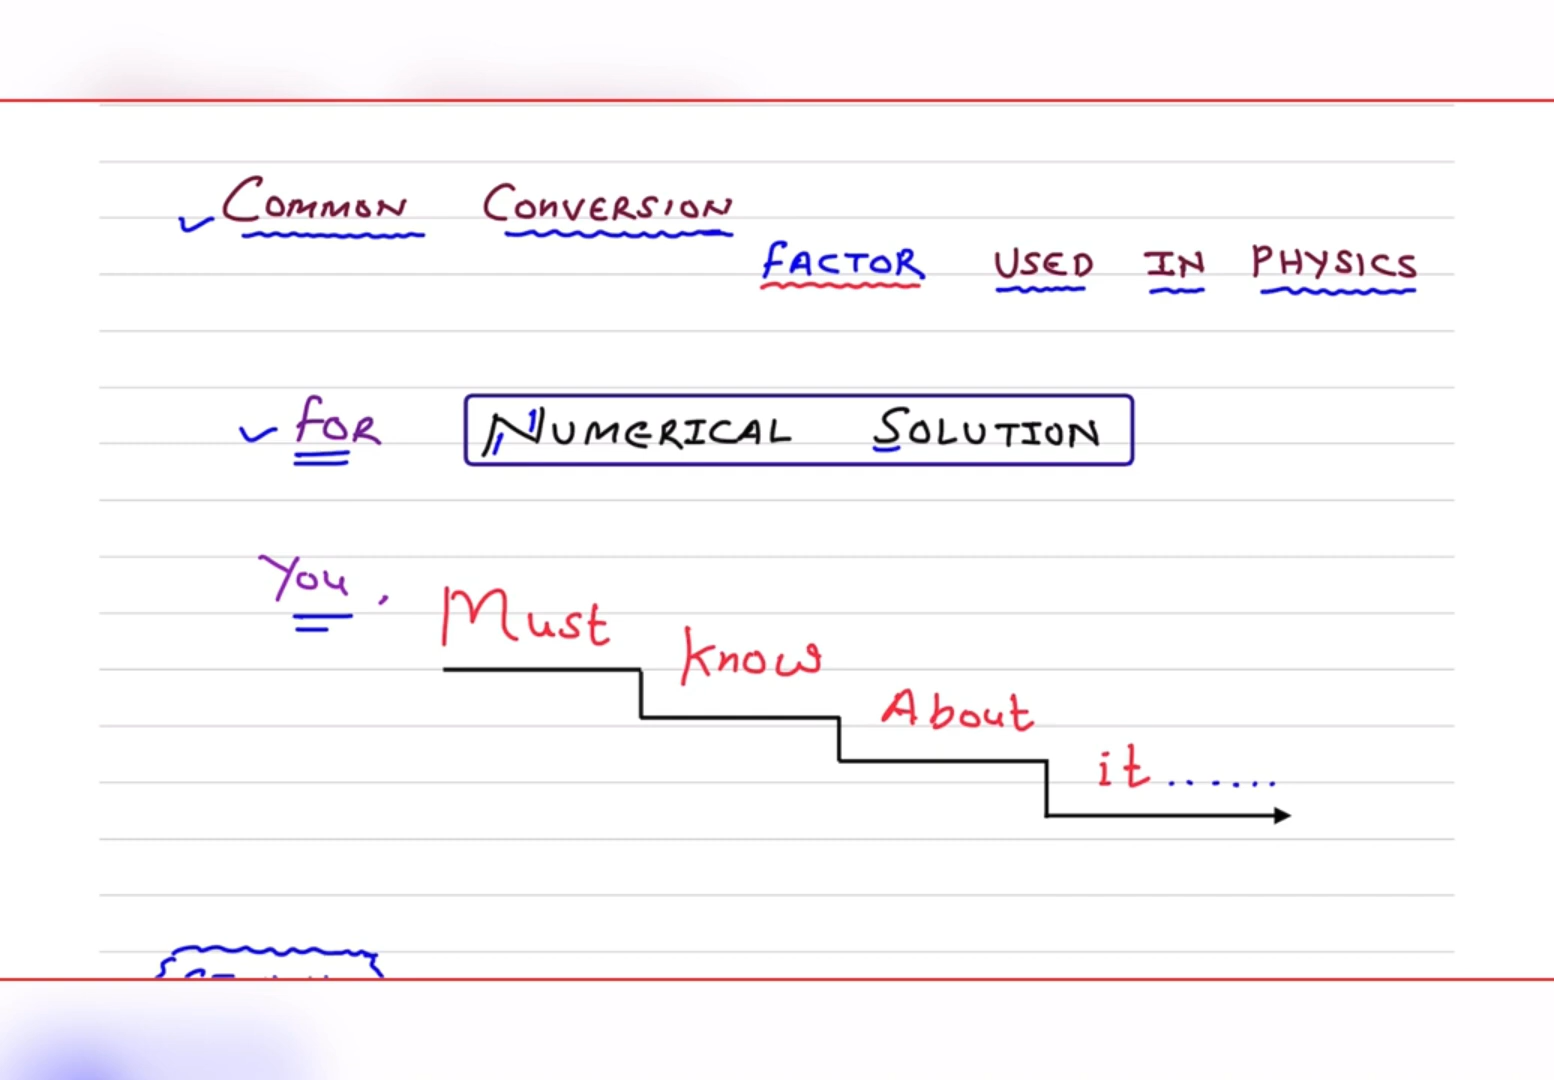 Common Conversion
Factor Used in Physics
For Numerical Solution
You, Must
know
About
it ......